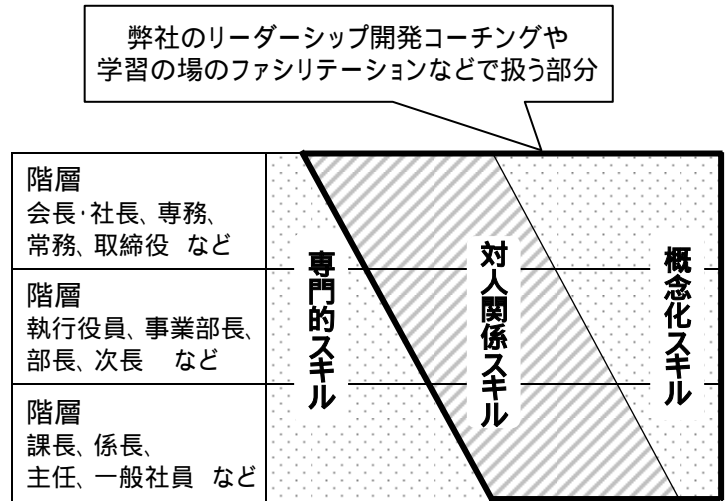 弊社のリーダーシップ開発コーチングや
学習の場のファシリテーションなどで扱う部分
階層
会長･社長、専務、
常務、取締役 など
階層
執行役員、事業部長、
部長、次長 など
階層
課長、係長、
主任、一般社員 など
専門的スキル
対人関係スキル
概念化スキル